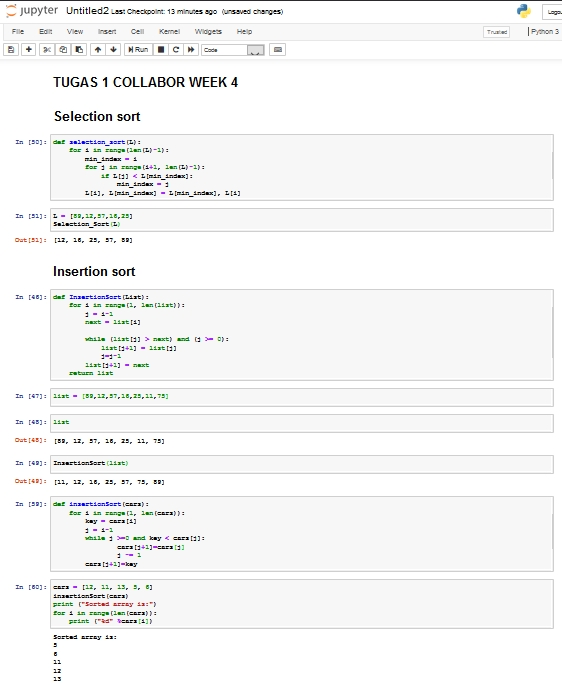 jupyter Untitled2 Last Checkpoint: 13 minutes ago (unsaved changes)
Logo
File Edit View Insert Cell Kernel Widgets Help Trusted Python 3
Run Code
TUGAS 1 COLLABOR WEEK 4
Selection sort
In [50]: def selection_sort(L):
for i in range(len(L)-1):
min_index = i
for j in range(i+1, len(L)-1):
if L[j] < L[min_index]:
min_index = j
L[i], L[min_index] = L[min_index], L[i]
In [51]: L = [89,12,57,16,25]
Selection_Sort(L)
Out[51]: [12, 16, 25, 57, 89]
Insertion sort
In [46]: def InsertionSort(List):
for i in range(1, len(list)):
j = i-1
next = list[i]
while (list[j] > next) and (j >= 0):
list[j+1] = list[j]
j=j-1
list[j+1] = next
return list
In [47]: list = [89,12,57,16,25,11,75]
In [48]: list
Out[48]: [89, 12, 57, 16, 25, 11, 75]
In [49]: InsertionSort(list)
Out[49]: [11, 12, 16, 25, 57, 75, 89]
In [59]: def insertionSort(cars):
for i in range(1, len(cars)):
key = cars[i]
j = i-1
while j >=0 and key < cars[j]:
cars[j+1]=cars[j]
j -= 1
cars[j+1]=key
In [60]: cars = [12, 11, 13, 5, 6]
insertionSort(cars)
print ("Sorted array is:")
for i in range(len(cars)):
print ("%d" %cars[i])
Sorted array is:
5
6
11
12
13